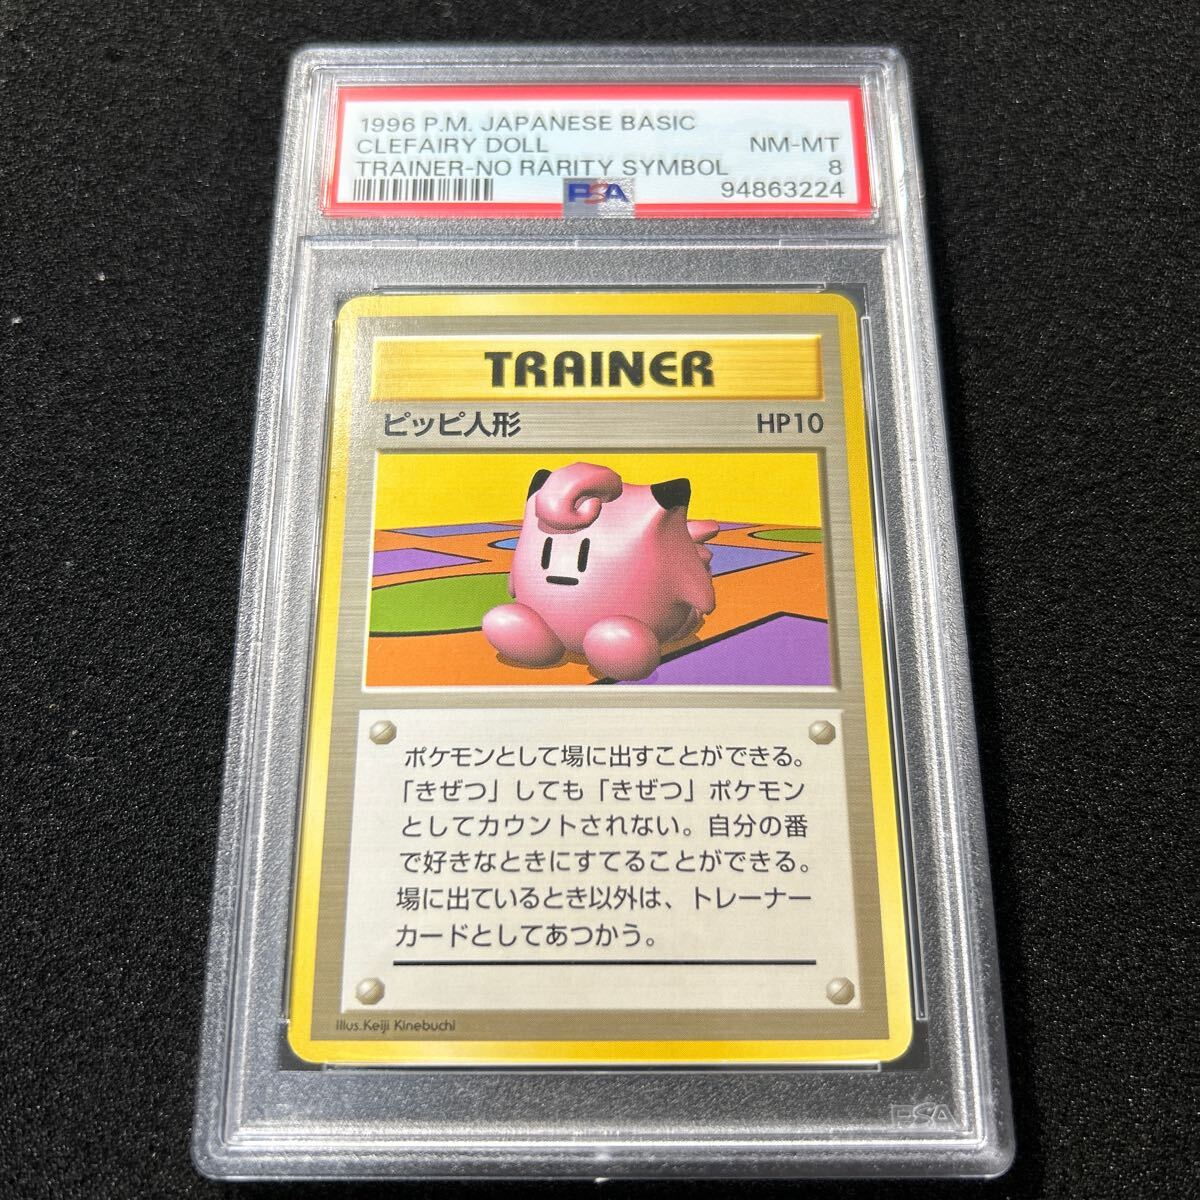 1996 P.M. JAPANESE BASIC
CLEFAIRY DOLL NM-MT
TRAINER-NO RARITY SYMBOL 8
PSA 94863224
TRAINER
ピッピ人形 HP10
ポケモンとして場に出すことができる。
「きぜつ」しても「きぜつ」ポケモン
としてカウントされない。自分の番
で好きなときにすてることができる。
場に出ているとき以外は、トレーナー
カードとしてあつかう。
Illus.Keiji Kinebuchi
PSA